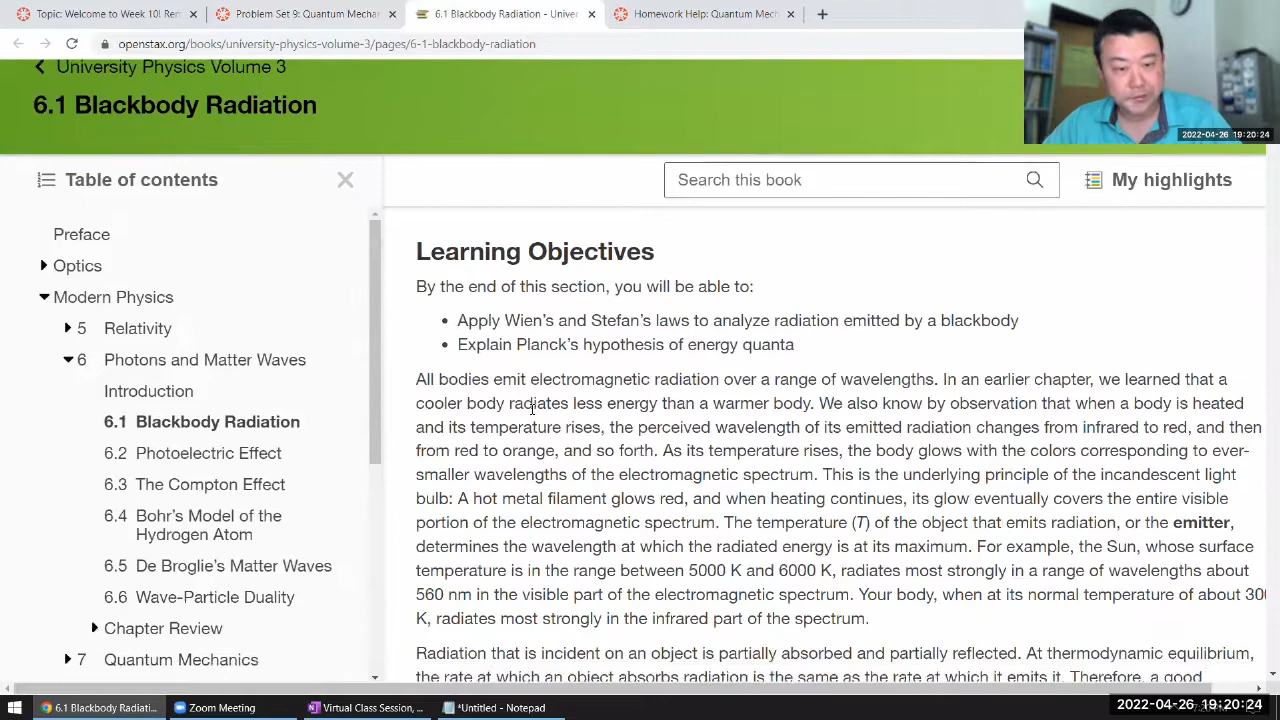 Topic: Welcome to Week 10! Rem
Problem Set 9: Quantum Mechan
6.1 Blackbody Radiation - Univer
Homework Help: Quantum Mech
openstax.org/books/university-physics-volume-3/pages/6-1-blackbody-radiation
University Physics Volume 3
6.1 Blackbody Radiation
2022-04-26 19:20:24
Table of contents
Search this book
My highlights
Preface
Optics
Modern Physics
5 Relativity
6 Photons and Matter Waves
Introduction
6.1 Blackbody Radiation
6.2 Photoelectric Effect
6.3 The Compton Effect
6.4 Bohr's Model of the
Hydrogen Atom
6.5 De Broglie's Matter Waves
6.6 Wave-Particle Duality
Chapter Review
7 Quantum Mechanics
Learning Objectives
By the end of this section, you will be able to:
• Apply Wien's and Stefan's laws to analyze radiation emitted by a blackbody
• Explain Planck's hypothesis of energy quanta
All bodies emit electromagnetic radiation over a range of wavelengths. In an earlier chapter, we learned that a
cooler body radiates less energy than a warmer body. We also know by observation that when a body is heated
and its temperature rises, the perceived wavelength of its emitted radiation changes from infrared to red, and then
from red to orange, and so forth. As its temperature rises, the body glows with the colors corresponding to ever-
smaller wavelengths of the electromagnetic spectrum. This is the underlying principle of the incandescent light
bulb: A hot metal filament glows red, and when heating continues, its glow eventually covers the entire visible
portion of the electromagnetic spectrum. The temperature (T) of the object that emits radiation, or the emitter,
determines the wavelength at which the radiated energy is at its maximum. For example, the Sun, whose surface
temperature is in the range between 5000 K and 6000 K, radiates most strongly in a range of wavelengths about
560 nm in the visible part of the electromagnetic spectrum. Your body, when at its normal temperature of about 300
K, radiates most strongly in the infrared part of the spectrum.
Radiation that is incident on an object is partially absorbed and partially reflected. At thermodynamic equilibrium,
the rate at which an object absorbs radiation is the same as the rate at which it emits it. Therefore, a good
6.1 Blackbody Radiati...
Zoom Meeting
Virtual Class Session, ...
*Untitled - Notepad
2022-04-26 19:20:24